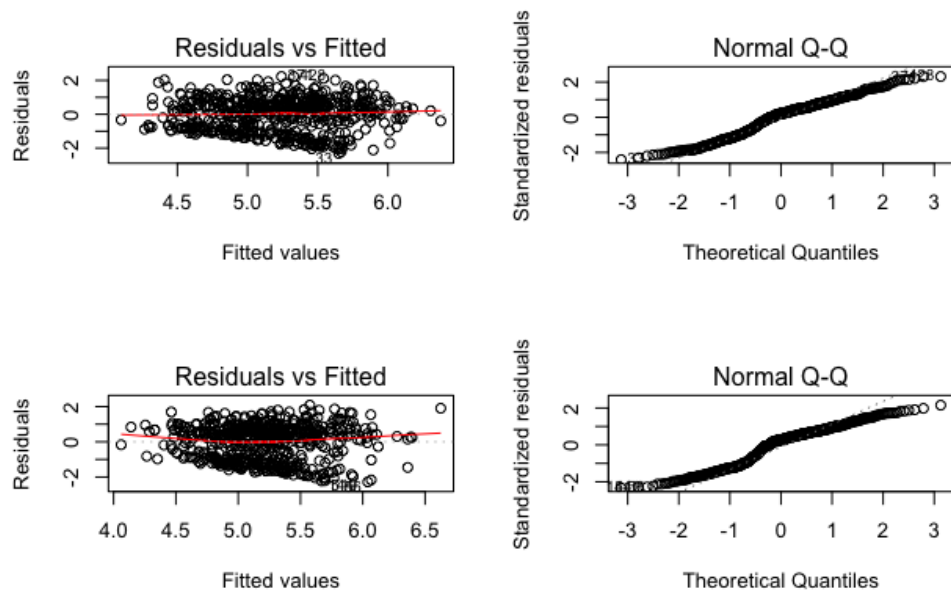 Residuals vs Fitted
Residuals
2
0
-2
33
4.5 5.0 5.5 6.0
Fitted values
Normal Q-Q
Standardized residuals
2
0
-2
-3 -2 -1 0 1 2 3
Theoretical Quantiles
Residuals vs Fitted
Residuals
2
0
-2
4.0 4.5 5.0 5.5 6.0 6.5
Fitted values
Normal Q-Q
Standardized residuals
2
0
-2
-3 -2 -1 0 1 2 3
Theoretical Quantiles